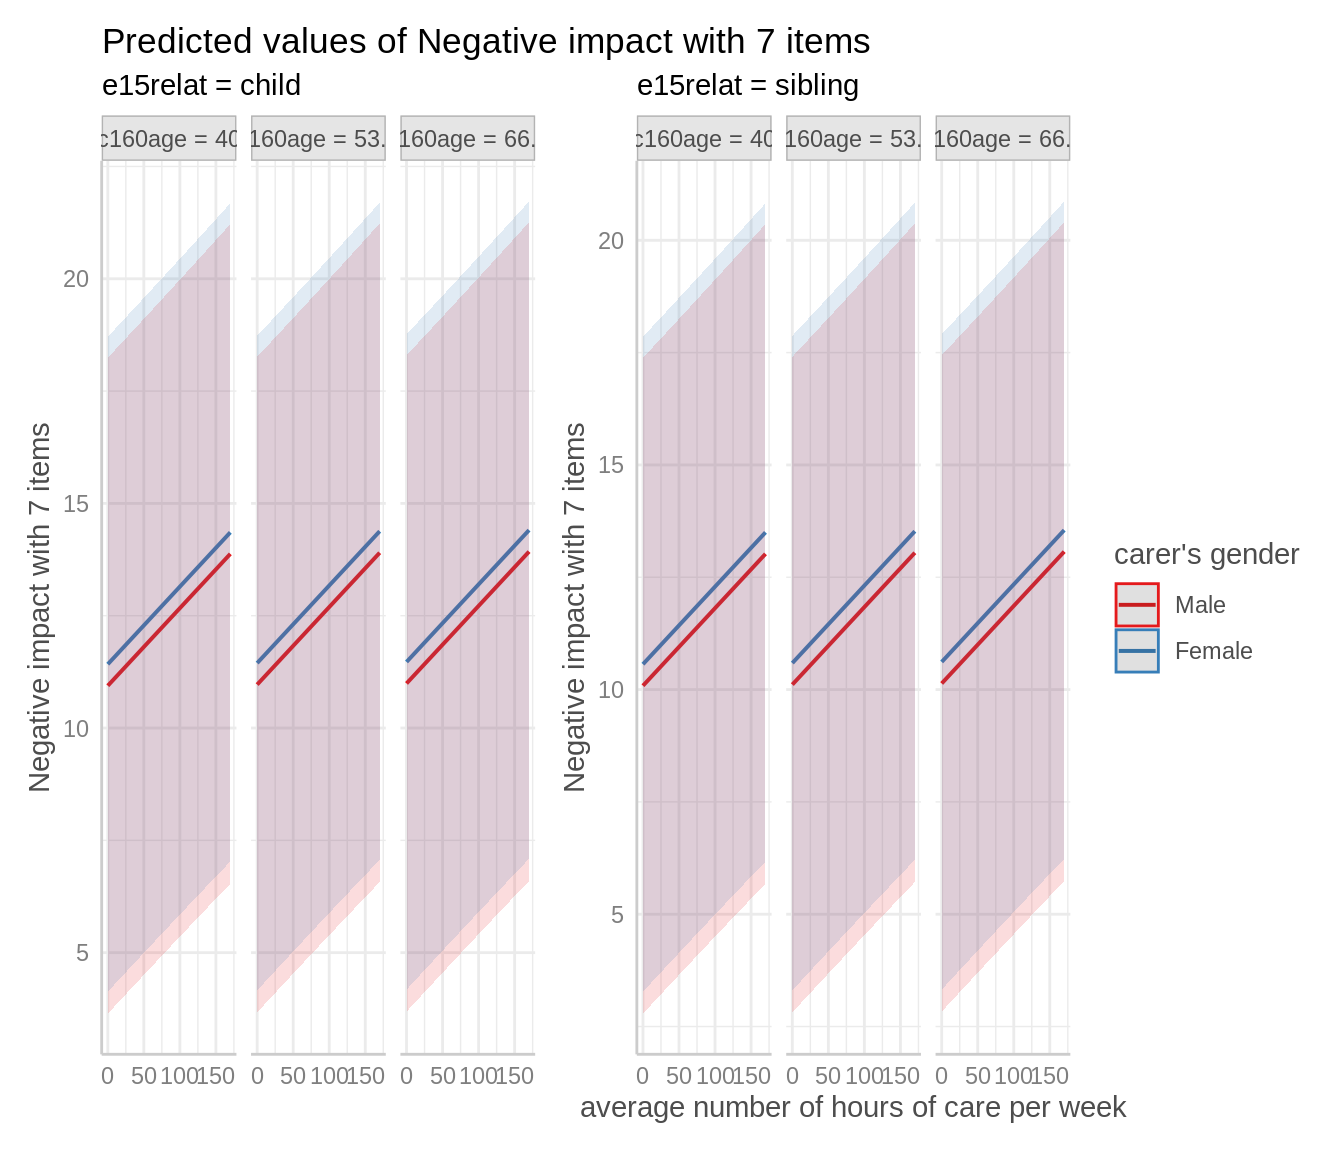 Predicted values of Negative impact with 7 items
e15relat = child
e15relat = sibling
c160age = 40
160age = 53.
160age = 66.
c160age = 40
160age = 53.
160age = 66.
Negative impact with 7 items
20
15
10
5
Negative impact with 7 items
20
15
10
5
0 50 100 150
0 50 100 150
0 50 100 150
0 50 100 150
0 50 100 150
0 50 100 150
average number of hours of care per week
carer's gender
Male
Female